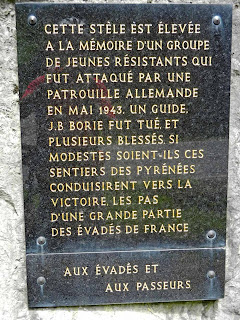 CETTE STÈLE EST ÉLEVÉE
A LA MÉMOIRE D'UN GROUPE
DE JEUNES RÉSISTANTS QUI
FUT ATTAQUÉ PAR UNE
PATROUILLE ALLEMANDE
EN MAI 1943. UN GUIDE,
J.B BORIE FUT TUÉ, ET
PLUSIEURS BLESSÉS. SI
MODESTES SOIENT-ILS CES
SENTIERS DES PYRÉNÉES
CONDUISIRENT VERS LA
VICTOIRE, LES PAS
D'UNE GRANDE PARTIE
DES ÉVADÉS DE FRANCE
AUX ÉVADÉS ET
AUX PASSEURS